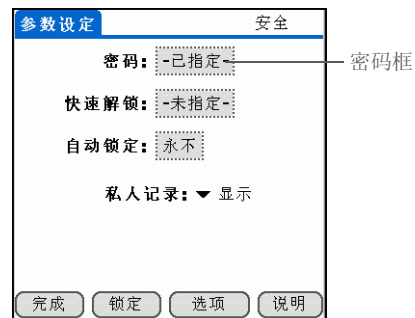 参数设定 安全
密码: -已指定- 密码框
快速解锁: -未指定-
自动锁定: 永不
私人记录: 显示
完成 锁定 选项 说明